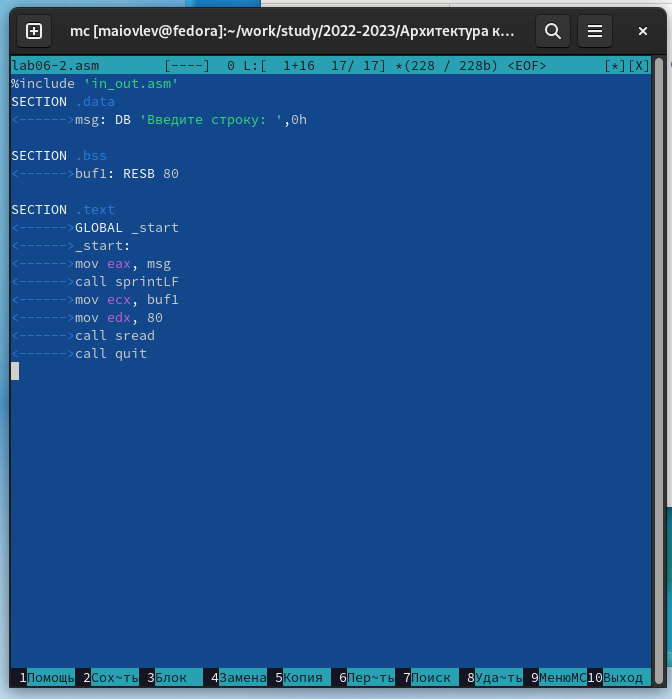 mc [maiovlev@fedora]:~/work/study/2022-2023/Архитектура к...
lab06-2.asm [----] 0 L:[ 1+16 17/ 17] *(228 / 228b) <EOF> [*][X]
%include 'in_out.asm'
SECTION .data
<------>msg: DB 'Введите строку: ',0h
SECTION .bss
<------>buf1: RESB 80
SECTION .text
<------>GLOBAL _start
<------>_start:
<------>mov eax, msg
<------>call sprintLF
<------>mov ecx, buf1
<------>mov edx, 80
<------>call sread
<------>call quit
1Помощь 2Сох~ть 3Блок 4Замена 5Копия 6Пер~ть 7Поиск 8Уда~ть 9МенюMC 10Выход